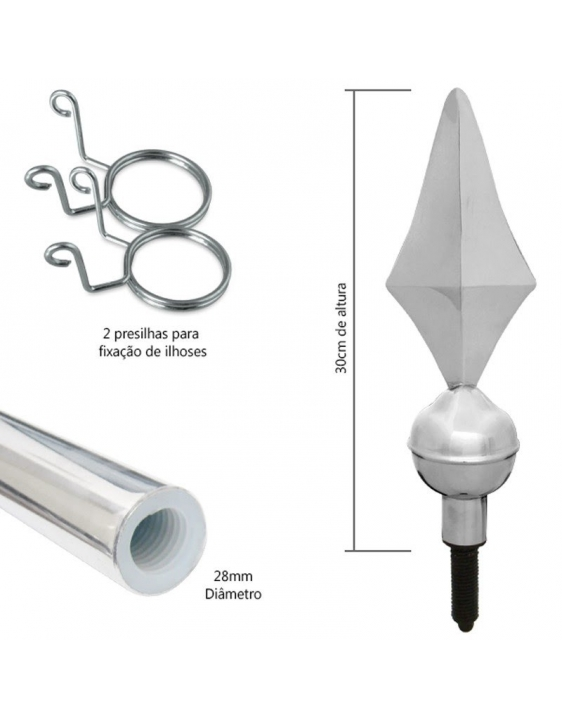 2 presilhas para
fixação de ilhoses
30cm de altura
28mm
Diâmetro